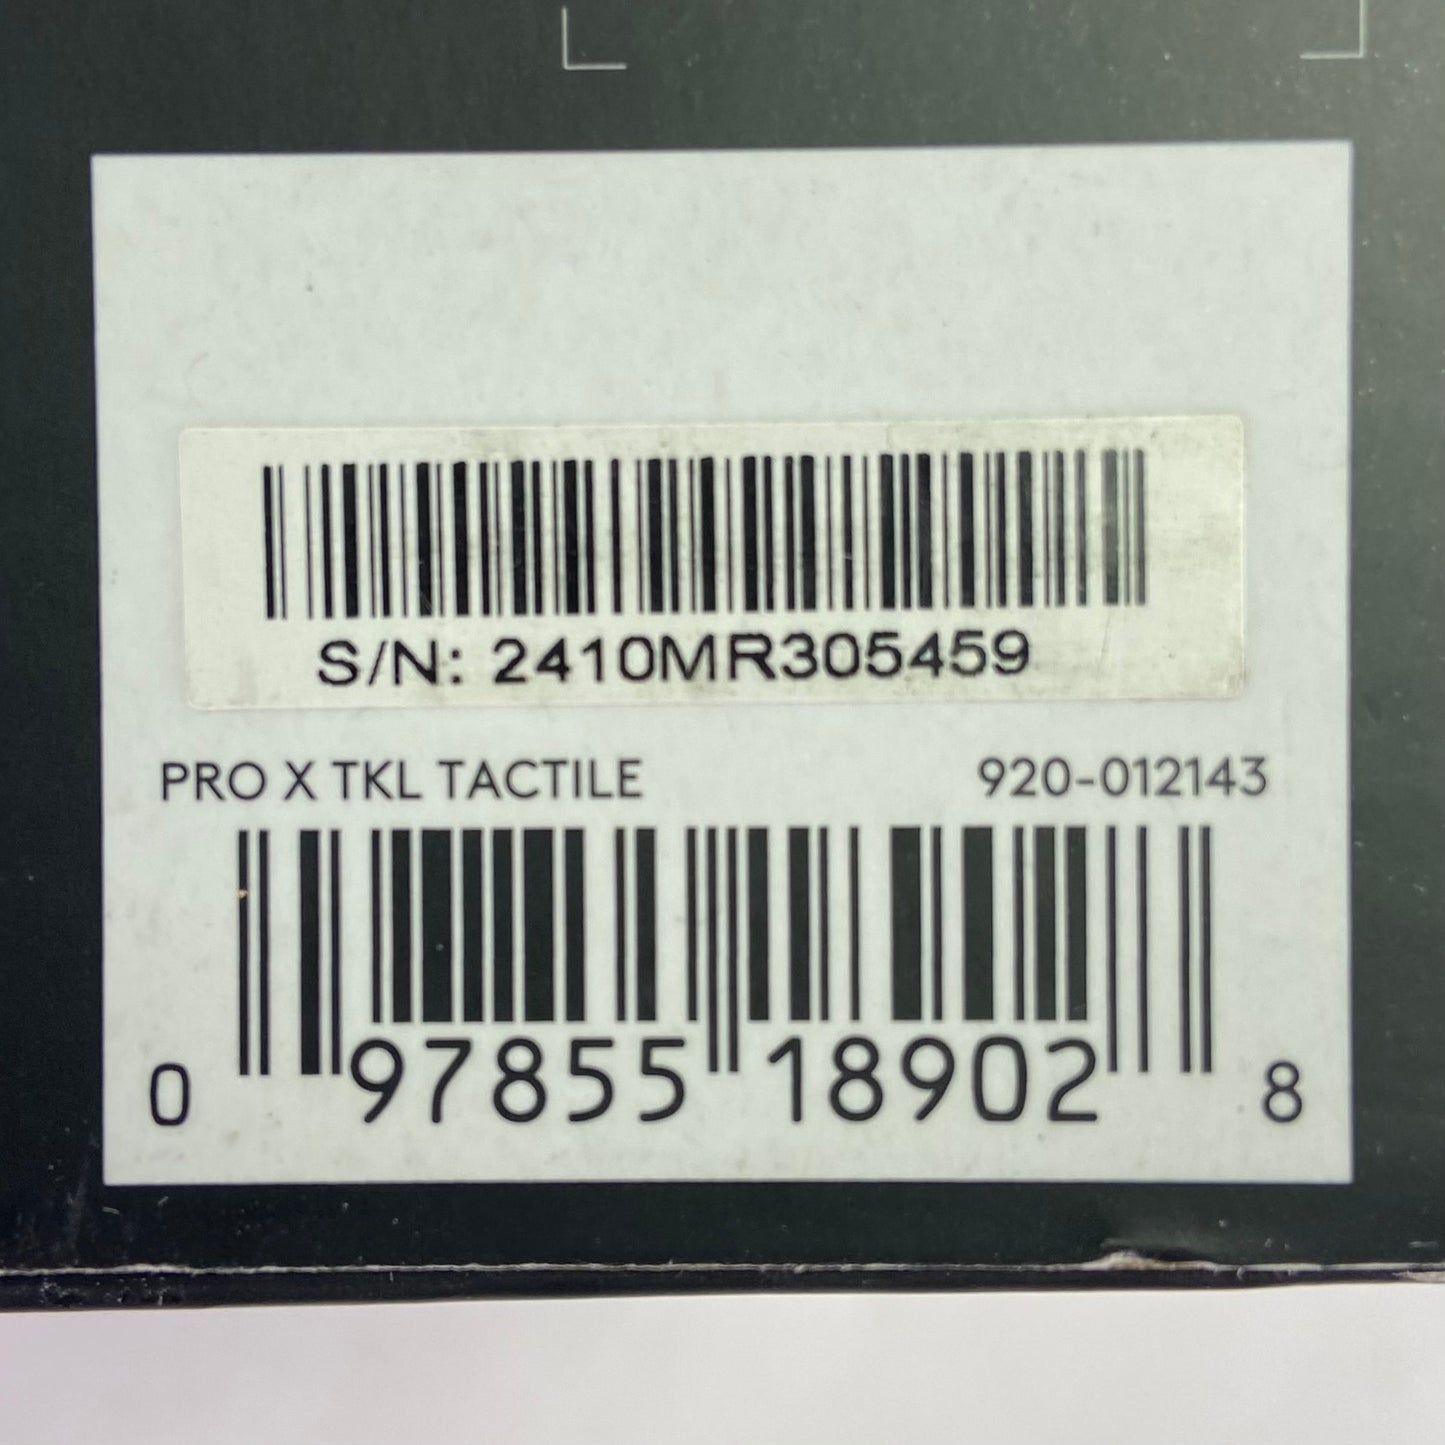 S/N: 2410MR305459
PRO X TKL TACTILE 920-012143
0 97855 18902 8